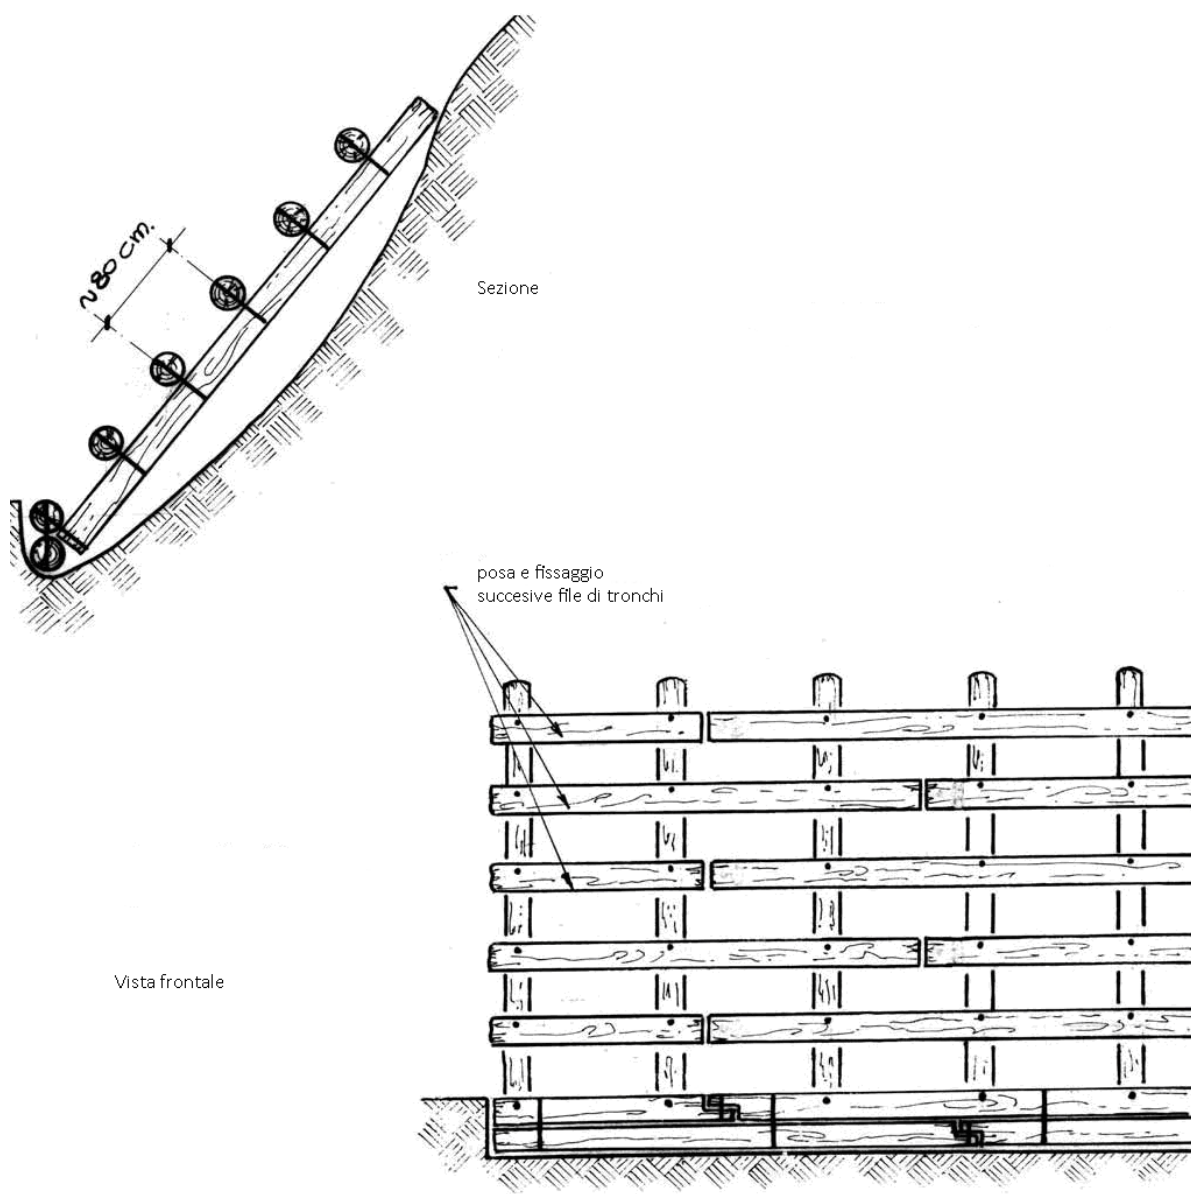 ~80 cm.
Sezione
posa e fissaggio
succesive file di tronchi
Vista frontale